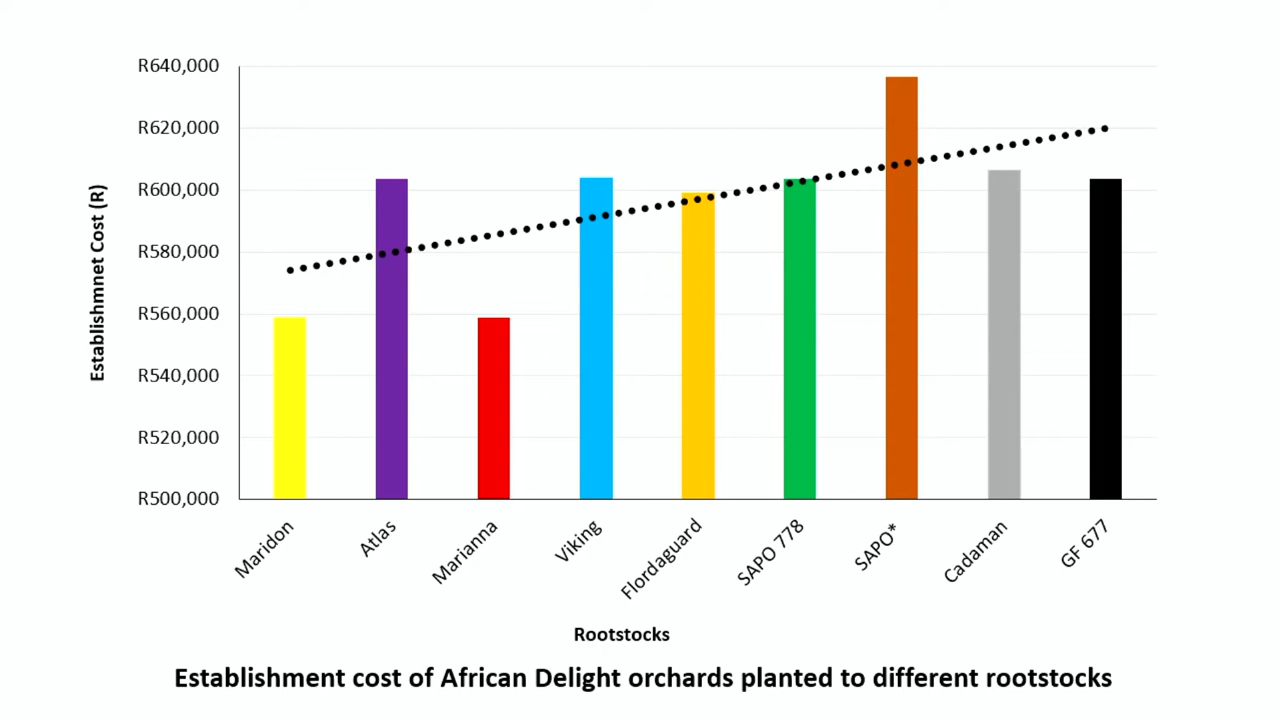 R640,000
R620,000
R600,000
R580,000
R560,000
R540,000
R520,000
R500,000
Establishmnet Cost (R)
Maridon
Atlas
Marianna
Viking
Flordaguard
SAPO 778
SAPO*
Cadaman
GF 677
Rootstocks
Establishment cost of African Delight orchards planted to different rootstocks